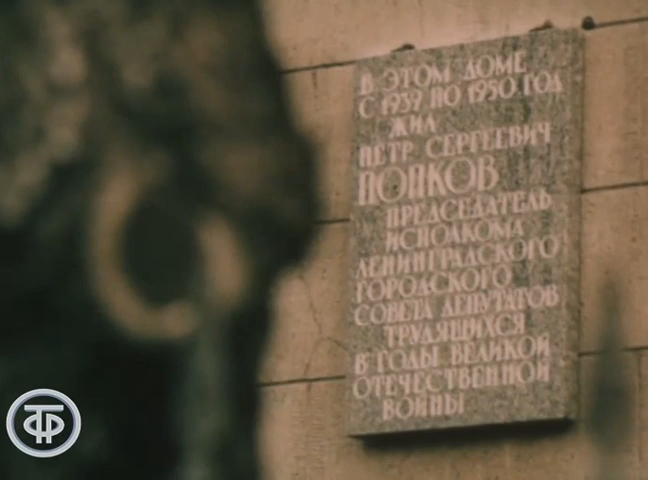 В ЭТОМ ДОМЕ
С 1939 ПО 1950 ГОД
ЖИЛ
ПЕТР СЕРГЕЕВИЧ
ПОПКОВ
ПРЕДСЕДАТЕЛЬ
ИСПОЛКОМА
ЛЕНИНГРАДСКОГО
ГОРОДСКОГО
СОВЕТА ДЕПУТАТОВ
ТРУДЯЩИХСЯ
В ГОДЫ ВЕЛИКОЙ
ОТЕЧЕСТВЕННОЙ
ВОЙНЫ